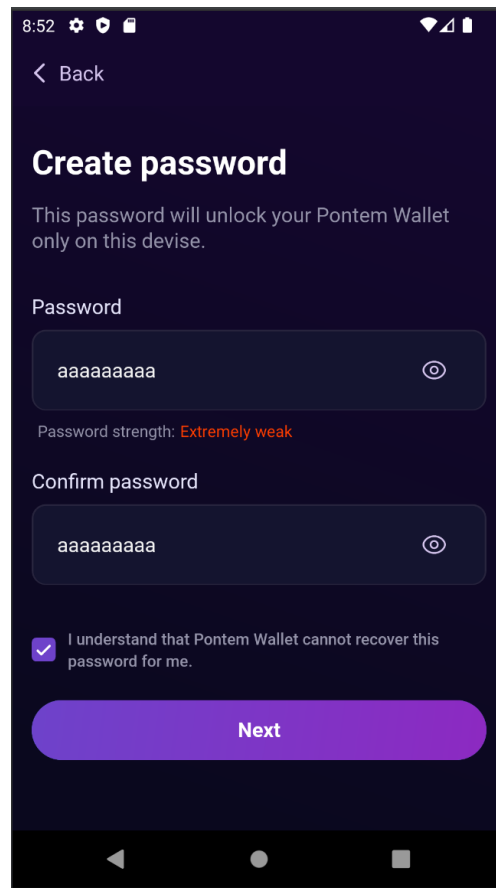 8:52
Back
Create password
This password will unlock your Pontem Wallet
only on this devise.
Password
aaaaaaaaa
Password strength: Extremely weak
Confirm password
aaaaaaaaa
I understand that Pontem Wallet cannot recover this
password for me.
Next